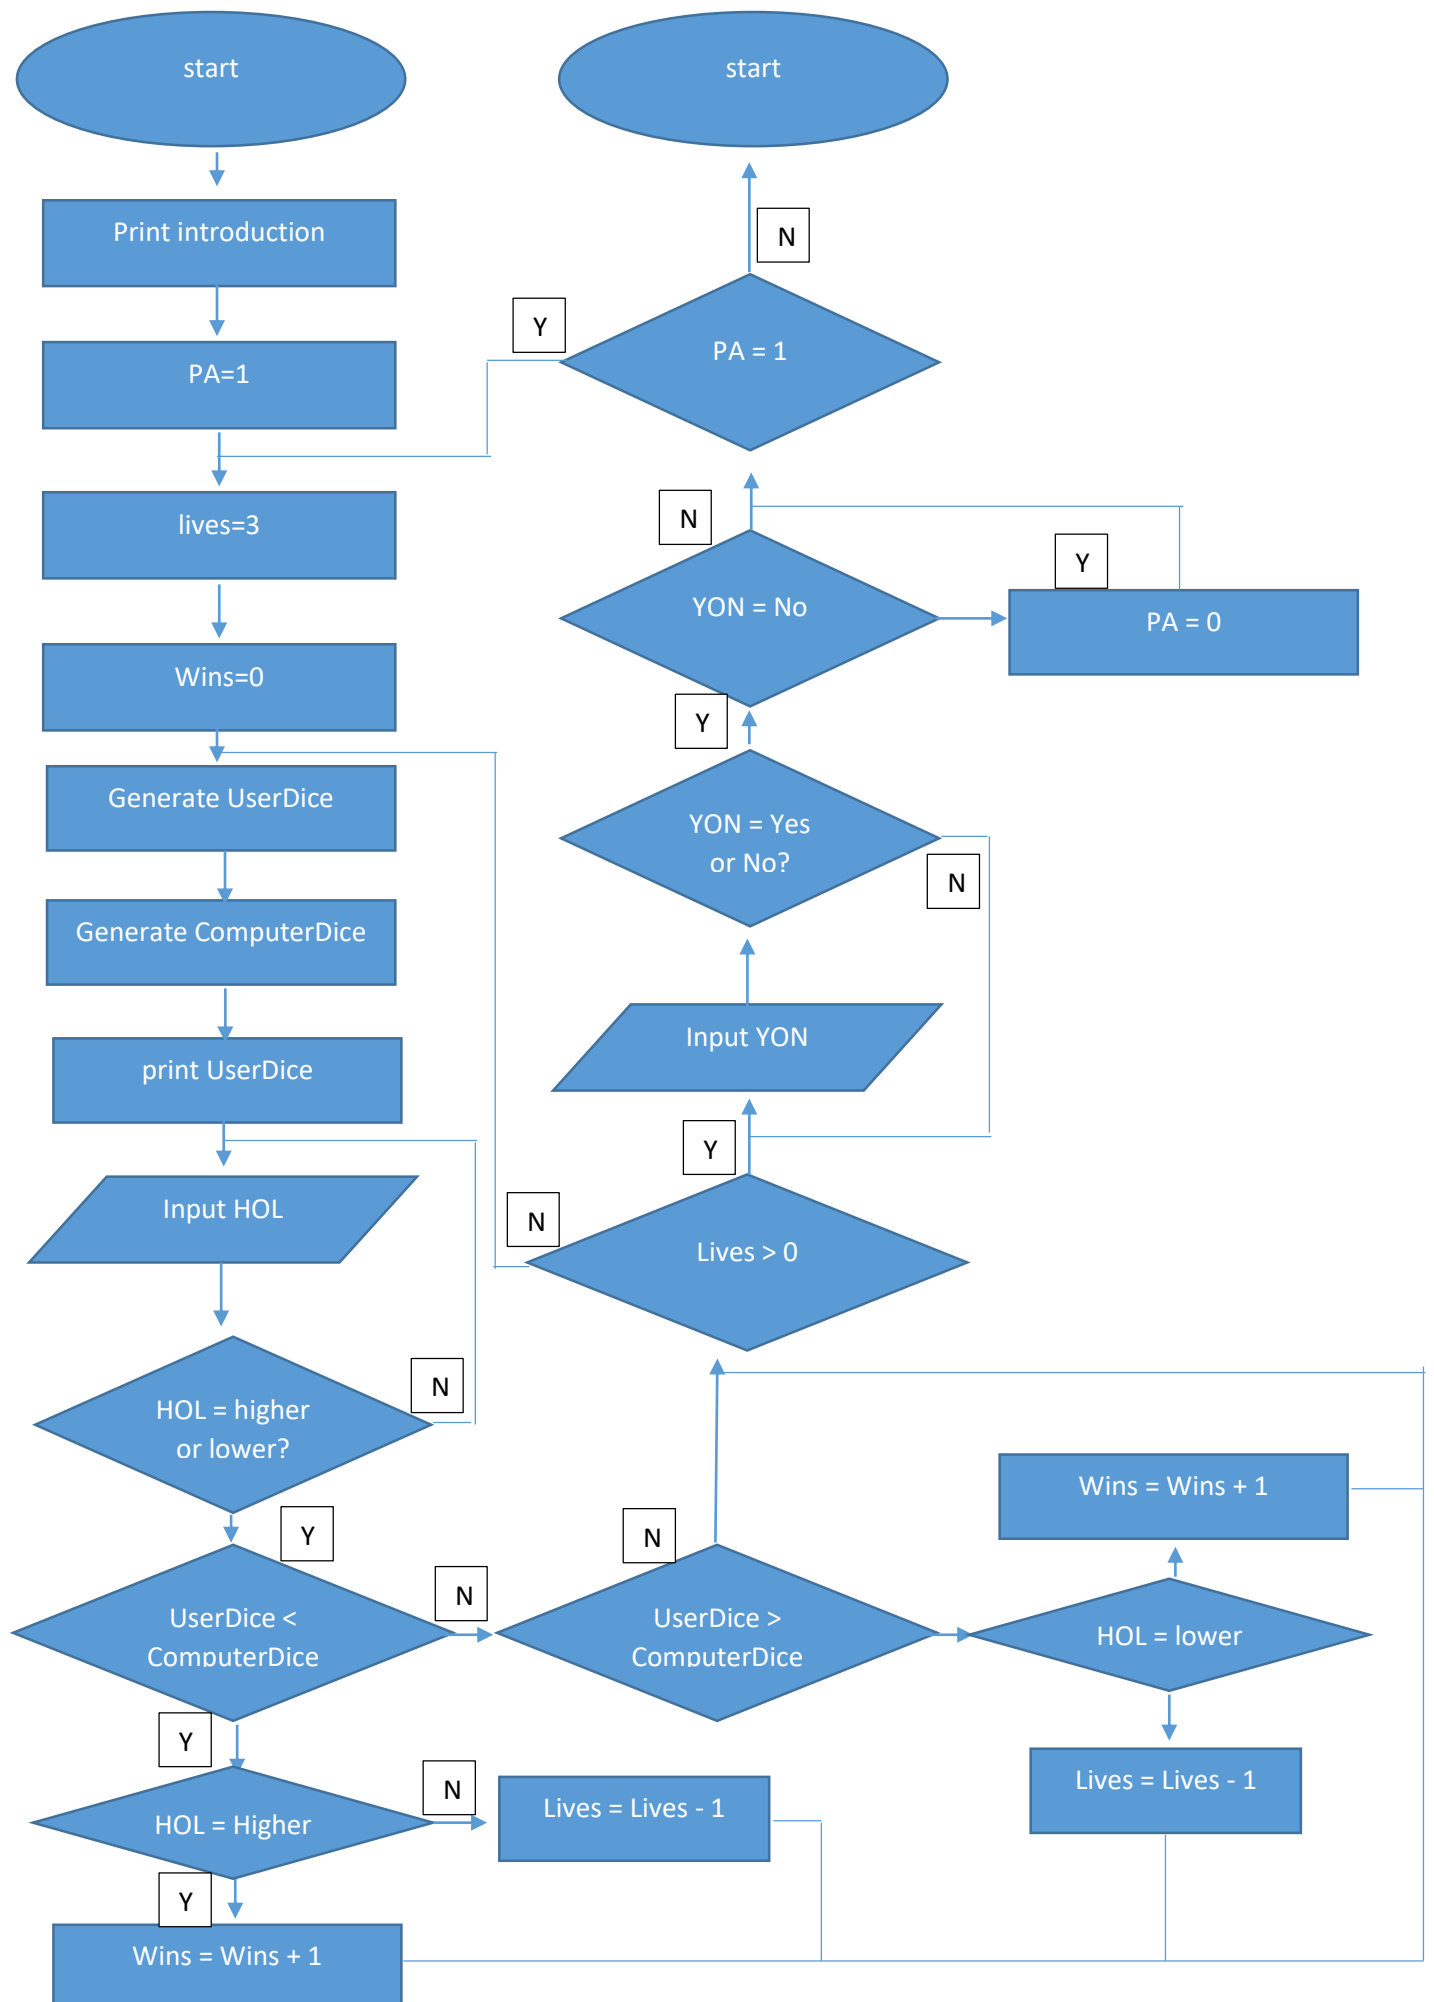 start
Print introduction
PA=1
lives=3
Wins=0
Generate UserDice
Generate ComputerDice
print UserDice
Input HOL
HOL = higher
or lower?
N
Y
UserDice <
ComputerDice
N
Y
HOL = Higher
N
Y
Wins = Wins + 1
Lives = Lives - 1
UserDice >
ComputerDice
N
HOL = lower
Wins = Wins + 1
Lives = Lives - 1
Lives > 0
N
Y
Input YON
YON = Yes
or No?
N
Y
YON = No
N
Y
PA = 0
PA = 1
Y
N
start